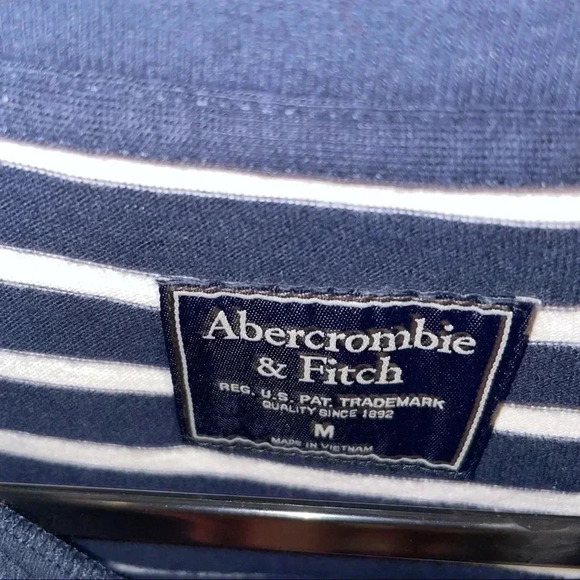 Abercrombie
& Fitch
REG. U.S. PAT. TRADEMARK
QUALITY SINCE 1892
M
MADE IN VIETNAM